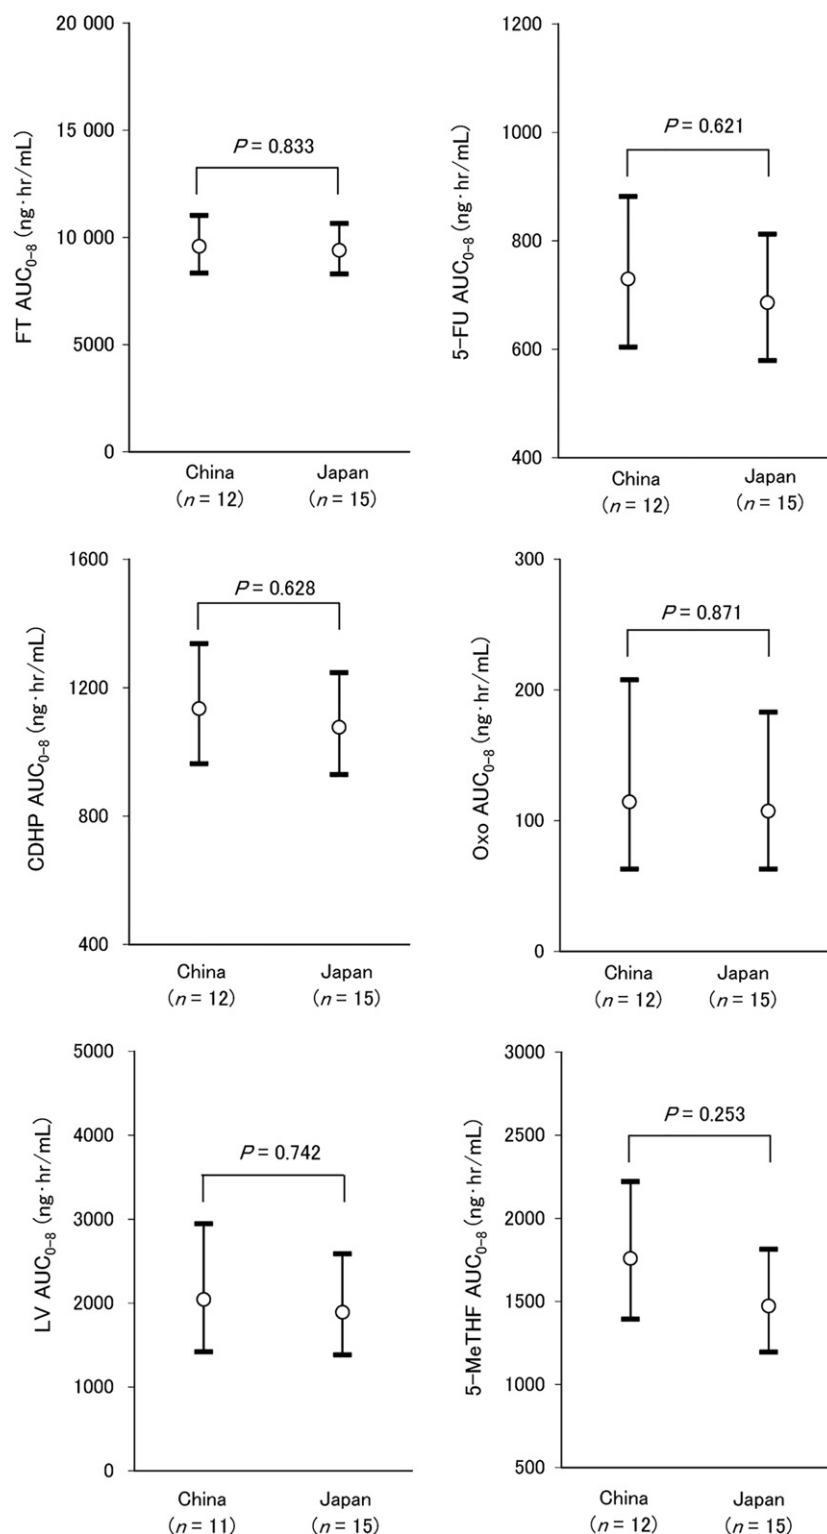 FT AUC0-8 (ng·hr/mL)
20 000
15 000
10 000
5000
0
P = 0.833
China
(n = 12)
Japan
(n = 15)
5-FU AUC0-8 (ng·hr/mL)
1200
1000
800
600
400
P = 0.621
China
(n = 12)
Japan
(n = 15)
CDHP AUC0-8 (ng·hr/mL)
1600
1200
800
400
P = 0.628
China
(n = 12)
Japan
(n = 15)
Oxo AUC0-8 (ng·hr/mL)
300
200
100
0
P = 0.871
China
(n = 12)
Japan
(n = 15)
LV AUC0-8 (ng·hr/mL)
5000
4000
3000
2000
1000
0
P = 0.742
China
(n = 11)
Japan
(n = 15)
5-MeTHF AUC0-8 (ng·hr/mL)
3000
2500
2000
1500
1000
500
P = 0.253
China
(n = 12)
Japan
(n = 15)